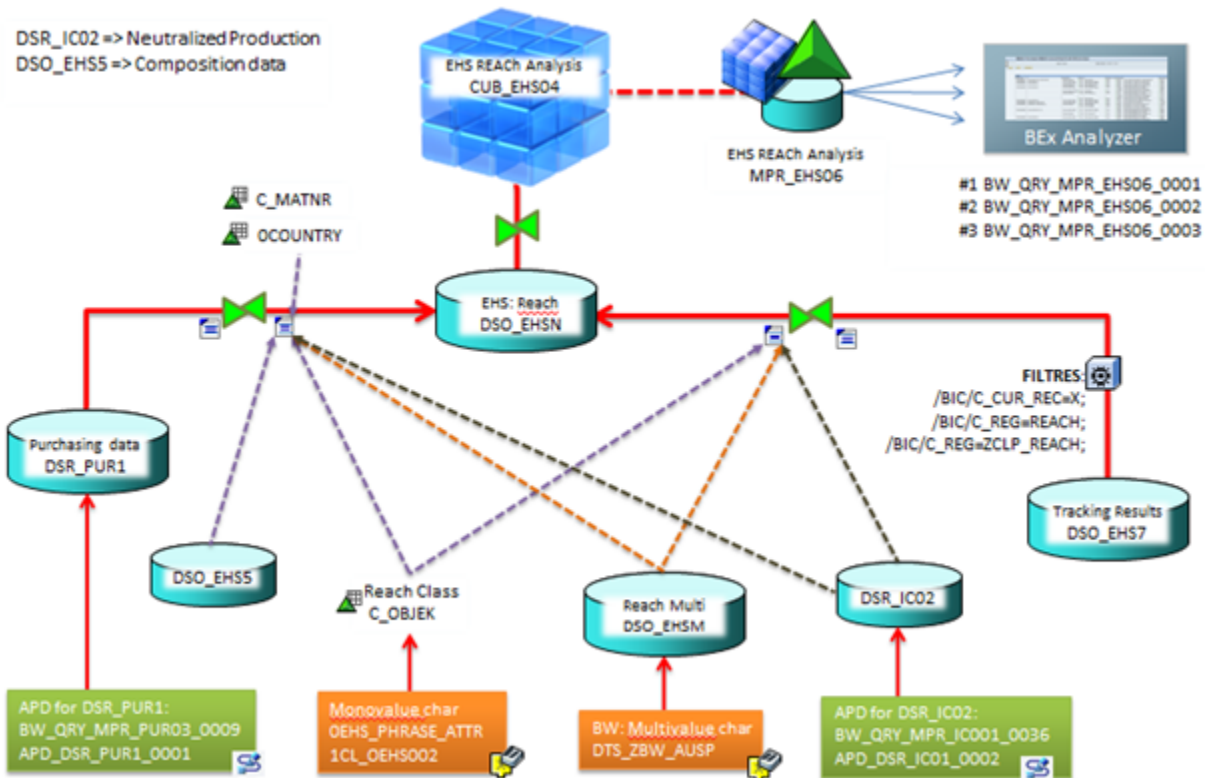 DSR_IC02 => Neutralized Production
DSO_EHS5 => Composition data
EHS REACh Analysis
CUB_EHS04
EHS REACh Analysis
MPR_EHS06
BEx Analyzer
#1 BW_QRY_MPR_EHS06_0001
#2 BW_QRY_MPR_EHS06_0002
#3 BW_QRY_MPR_EHS06_0003
C_MATNR
0COUNTRY
EHS: Reach
DSO_EHSN
FILTRES:
/BIC/C_CUR_REC=X;
/BIC/C_REG=REACH;
/BIC/C_REG=ZCLP_REACH;
Purchasing data
DSR_PUR1
Tracking Results
DSO_EHS7
DSO_EHS5
Reach Class
C_OBJEK
Reach Multi
DSO_EHSM
DSR_IC02
APD for DSR_PUR1:
BW_QRY_MPR_PUR03_0009
APD_DSR_PUR1_0001
Monovalue char
0EHS_PHRASE_ATTR
1CL_OEHS002
BW: Multivalue char
DTS_ZBW_AUSP
APD for DSR_IC02:
BW_QRY_MPR_IC001_0036
APD_DSR_IC01_0002